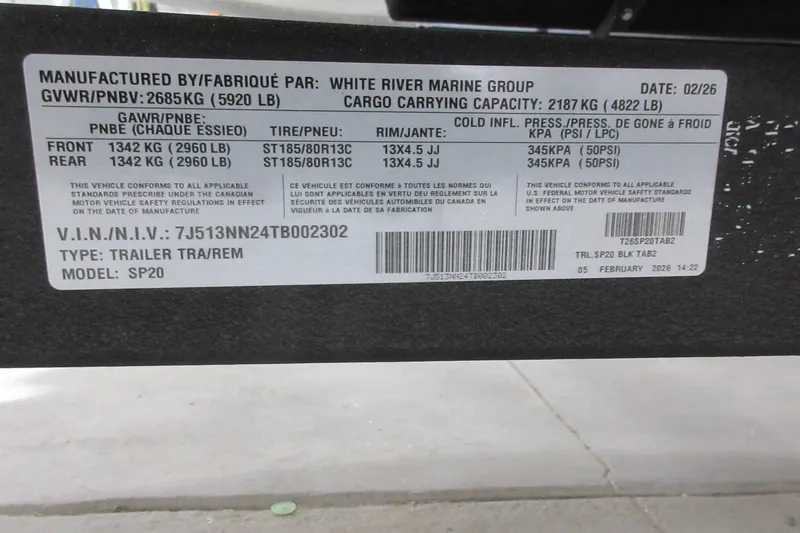 MANUFACTURED BY/FABRIQUÉ PAR: WHITE RIVER MARINE GROUP DATE: 02/26
GVWR/PNBV: 2685 KG (5920 LB) CARGO CARRYING CAPACITY: 2187 KG (4822 LB)
GAWR/PNBE: COLD INFL. PRESS./PRESS. DE GONE à FROID
PNBE (CHAQUE ESSIEO) TIRE/PNEU: RIM/JANTE: KPA (PSI / LPC)
FRONT 1342 KG (2960 LB) ST185/80R13C 13X4.5 JJ 345KPA (50PSI)
REAR 1342 KG (2960 LB) ST185/80R13C 13X4.5 JJ 345KPA (50PSI)
THIS VEHICLE CONFORMS TO ALL APPLICABLE
STANDARDS PRESCRIBED UNDER THE CANADIAN
MOTOR VEHICLE SAFETY REGULATIONS IN EFFECT
ON THE DATE OF MANUFACTURE
CE VÉHICULE EST CONFORME à TOUTES LES NORMES QUI
LUI SONT APPLICABLES EN VERTU DEU REGLEMENT SUR LA
SÉCURITÉ DES VÉHICULES AUTOMOBILES DU CANADA EN
VIGUEUR à LA DATE DE SA FABRICATION
THIS VEHICLE CONFORMS TO ALL APPLICABLE
U.S. FEDERAL MOTOR VEHICLE SAFETY STANDARDS
IN EFFECT ON THE DATE OF MANUFACTURE
SHOWN ABOVE
V.I.N./N.I.V.: 7J513NN24TB002302
TYPE: TRAILER TRA/REM
MODEL: SP20
7J513NN24TB002302
T26SP20TAB2
TRL,SP20 BLK TAB2
05 FEBRUARY 2026 14:22